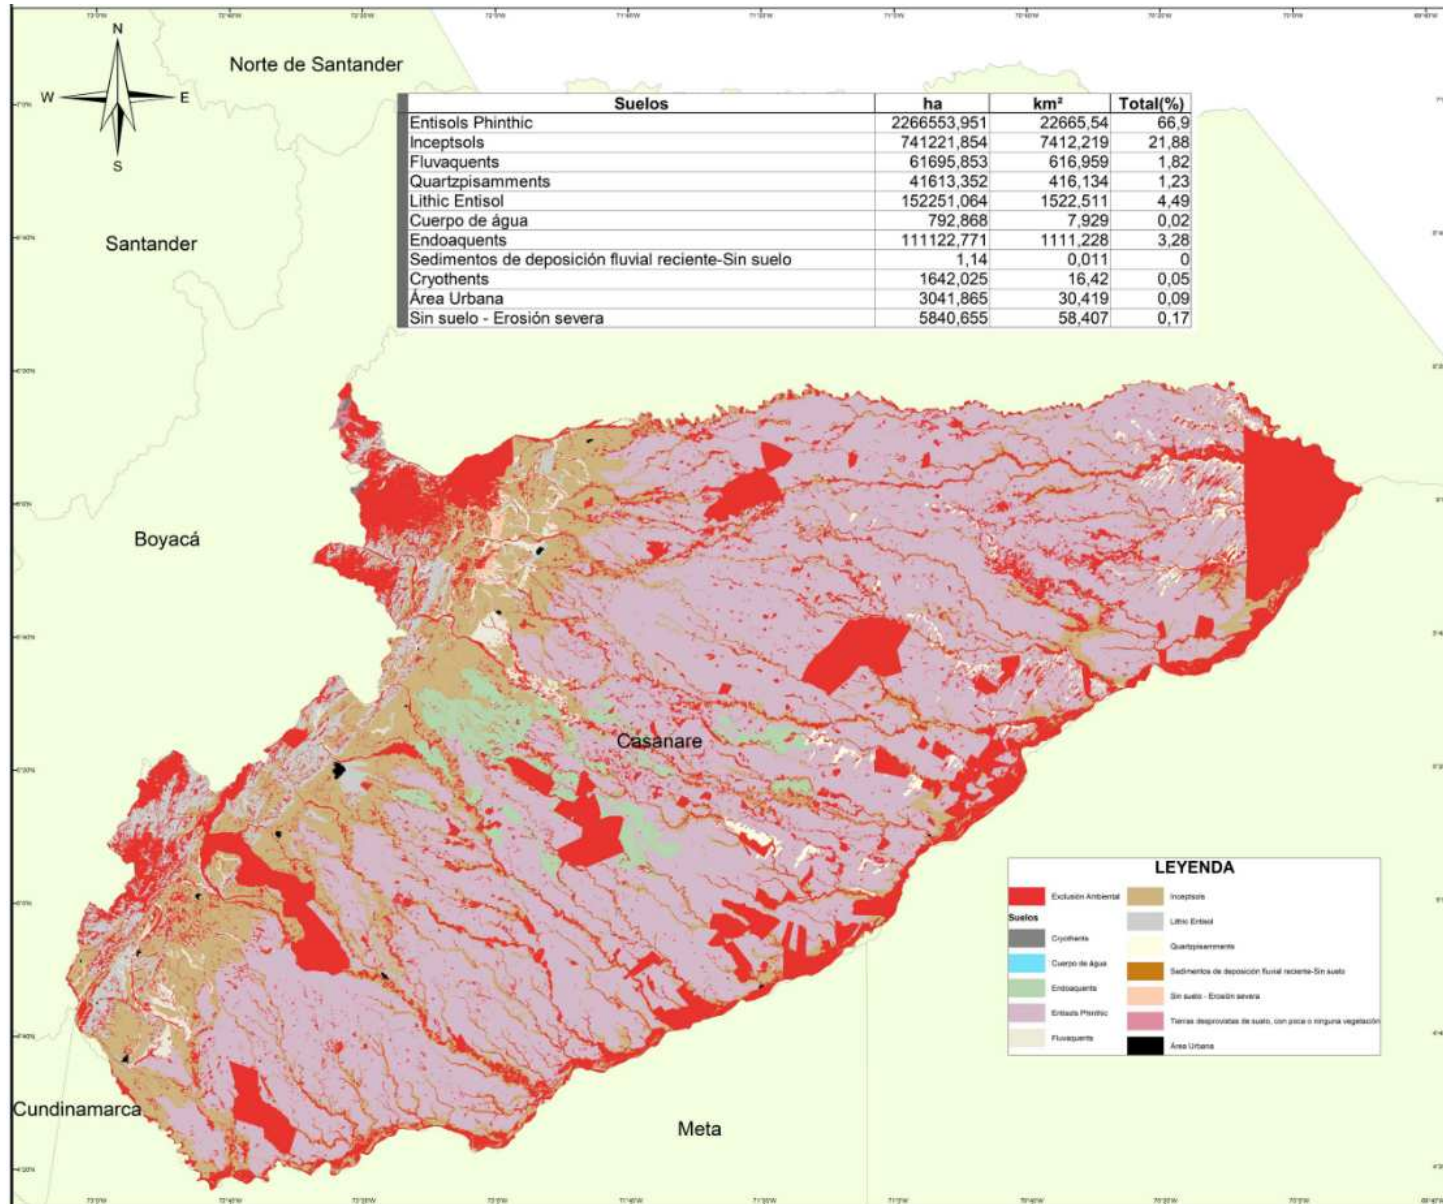 N
W E
S
Norte de Santander
Santander
Boyacá
Casanare
Cundinamarca
Meta
Suelos ha km² Total(%)
Entisols Phinthic 2266553,951 22665,54 66,9
Inceptsols 741221,854 7412,219 21,88
Fluvaquents 61695,853 616,959 1,82
Quartzpisamments 41613,352 416,134 1,23
Lithic Entisol 152251,064 1522,511 4,49
Cuerpo de água 792,868 7,929 0,02
Endoaquents 111122,771 1111,228 3,28
Sedimentos de deposición fluvial reciente-Sin suelo 1,14 0,011 0
Cryothents 1642,025 16,42 0,05
Área Urbana 3041,865 30,419 0,09
Sin suelo - Erosión severa 5840,655 58,407 0,17
LEYENDA
Exclusión Ambiental
Suelos
Cryothents
Cuerpo de água
Endoaquents
Entisols Phinthic
Fluvaquents
Inceptsols
Lithic Entisol
Quartzpisamments
Sedimentos de deposición fluvial reciente-Sin suelo
Sin suelo - Erosión severa
Tierras desprovistas de suelo, con poca o ninguna vegetación
Área Urbana